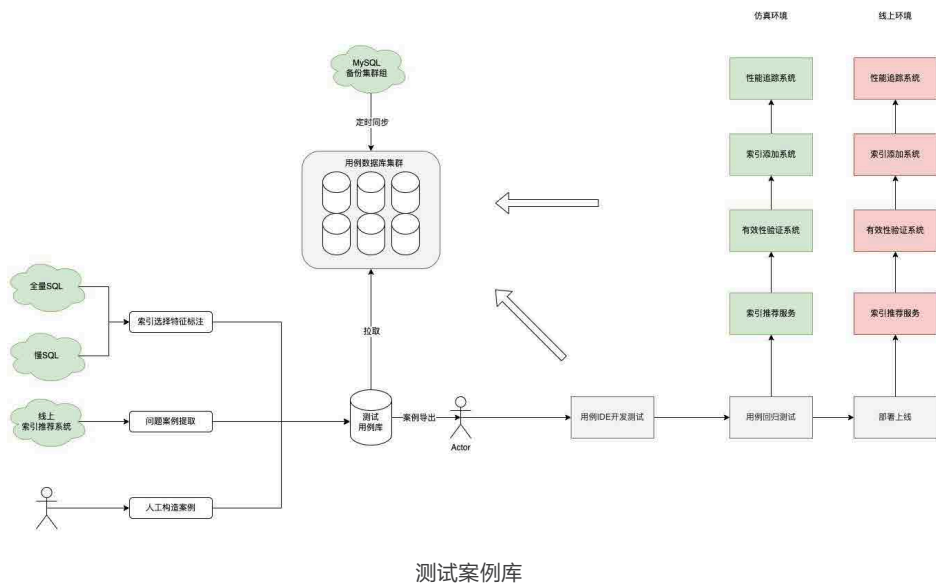 仿真环境
线上环境
MySQL
备份集群组
性能追踪系统
性能追踪系统
定时同步
用例数据库集群
索引添加系统
索引添加系统
有效性验证系统
有效性验证系统
全量SQL
索引选择特征标注
索引推荐服务
索引推荐服务
拉取
慢SQL
线上
索引推荐系统
问题案例提取
测试
用例库
案例导出
Actor
用例IDE开发测试
用例回归测试
部署上线
人工构造案例
测试案例库